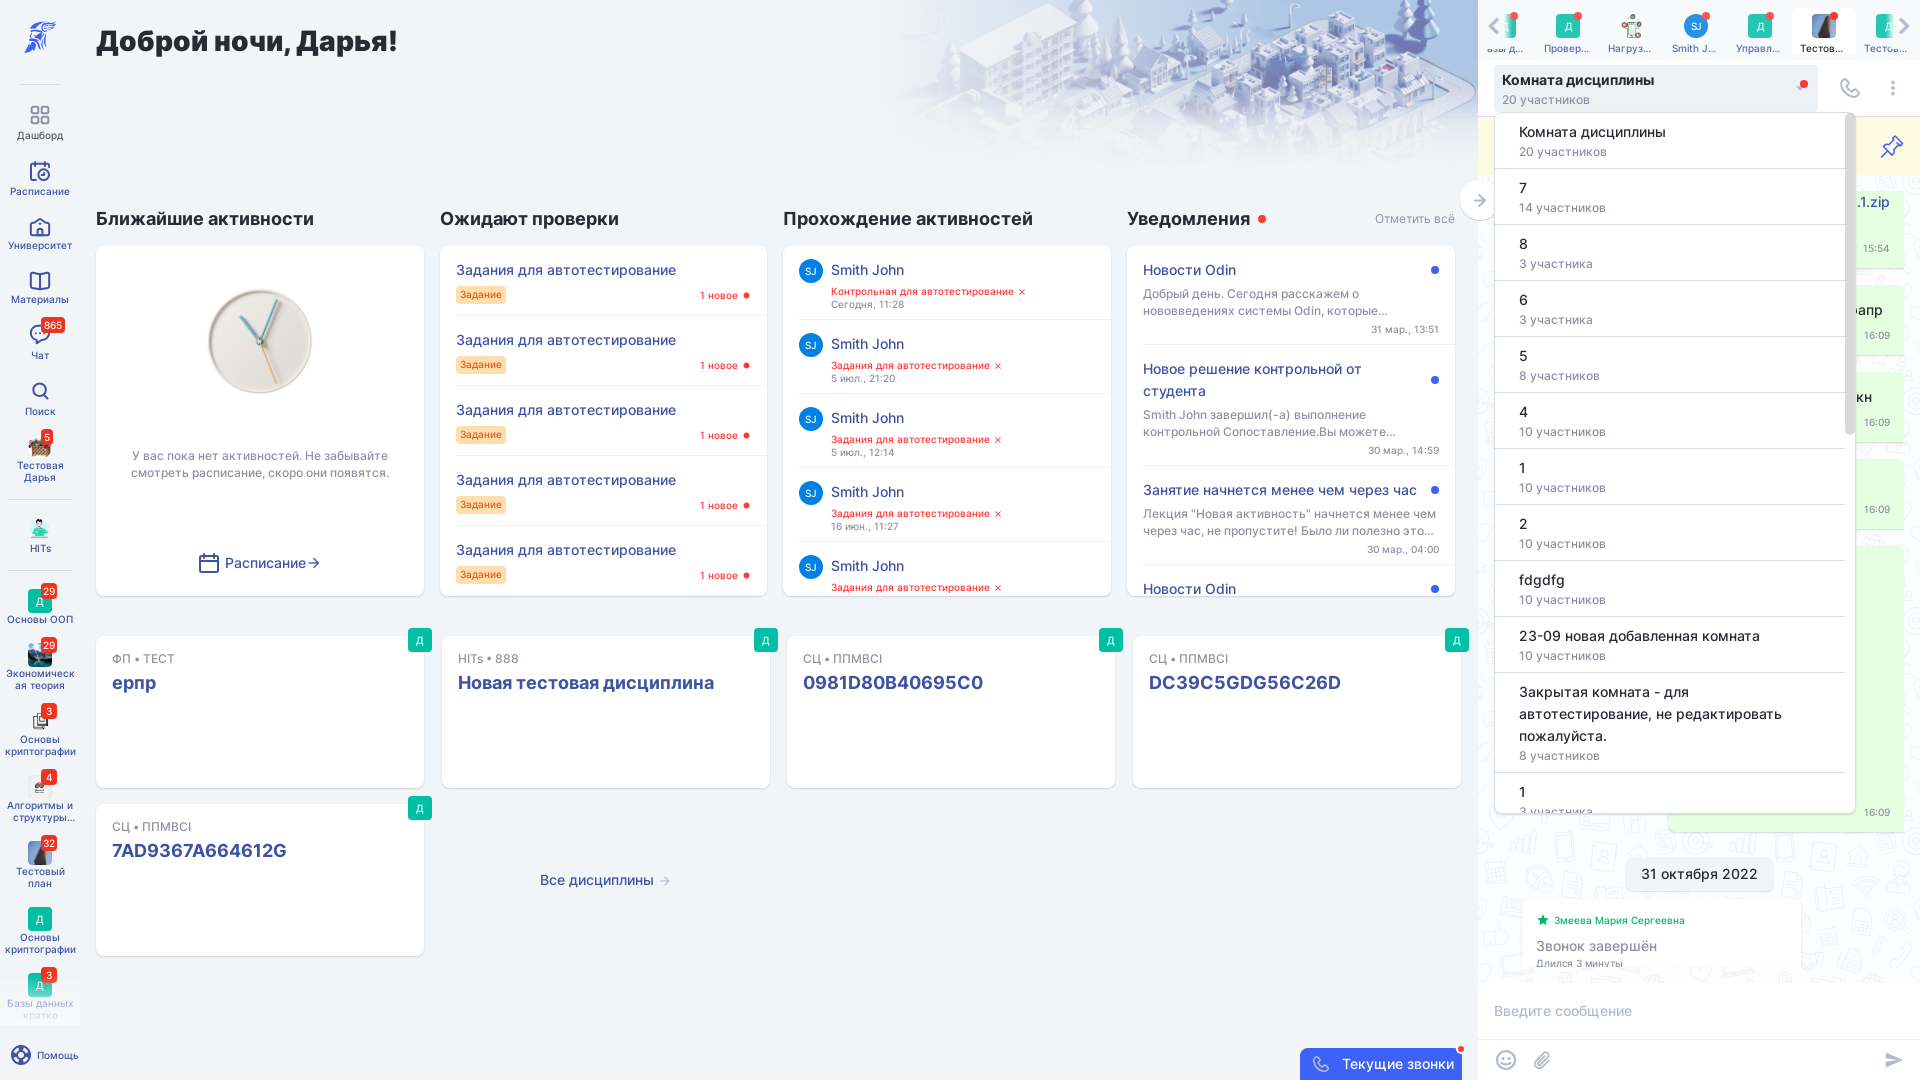 Доброй ночи, Дарья!
Дашборд
Расписание
Университет
Материалы
865
Чат
Поиск
5
Тестовая
Дарья
HITs
29
Д
Основы ООП
29
Экономическ
ая теория
3
Основы
криптографии
4
Алгоритмы и
структуры...
32
Тестовый
план
Д
Основы
криптографии
3
Д
Базы данных
кратко
Помощь
Ближайшие активности
У вас пока нет активностей. Не забывайте
смотреть расписание, скоро они появятся.
Расписание
Ожидают проверки
Задания для автотестирование
Задание
1 новое
Задания для автотестирование
Задание
1 новое
Задания для автотестирование
Задание
1 новое
Задания для автотестирование
Задание
1 новое
Задания для автотестирование
Задание
1 новое
Прохождение активностей
SJ
Smith John
Контрольная для автотестирование
Сегодня, 11:28
SJ
Smith John
Задания для автотестирование
5 июл., 21:20
SJ
Smith John
Задания для автотестирование
5 июл., 12:14
SJ
Smith John
Задания для автотестирование
16 июн., 11:27
SJ
Smith John
Задания для автотестирование
Уведомления
Отметить всё
Новости Odin
Добрый день. Сегодня расскажем о
нововведениях системы Odin, которые...
31 мар., 13:51
Новое решение контрольной от
студента
Smith John завершил(-а) выполнение
контрольной Сопоставление.Вы можете...
30 мар., 14:59
Занятие начнется менее чем через час
Лекция "Новая активность" начнется менее чем
через час, не пропустите! Было ли полезно это...
30 мар., 04:00
Новости Odin
Д
ФП • ТЕСТ
ерпр
Д
HITs • 888
Новая тестовая дисциплина
Д
СЦ • ППМВСІ
0981D80B40695C0
Д
СЦ • ППМВСІ
DC39C5GDG56C26D
Д
СЦ • ППМВСІ
7AD9367A664612G
Все дисциплины
Текущие звонки
Д
Проверь...
Нагруз...
SJ
Smith J...
Д
Управл...
Тестов...
Д
Тестов...
Комната дисциплины
20 участников
Комната дисциплины
20 участников
7
14 участников
8
3 участника
6
3 участника
5
8 участников
4
10 участников
1
10 участников
2
10 участников
fdgdfg
10 участников
23-09 новая добавленная комната
10 участников
Закрытая комната - для
автотестирование, не редактировать
пожалуйста.
8 участников
1
3 участника
.1.zip
15:54
апр
16:09
кн
16:09
16:09
16:09
31 октября 2022
Змеева Мария Сергеевна
Звонок завершён
Длился 3 минуты
Введите сообщение